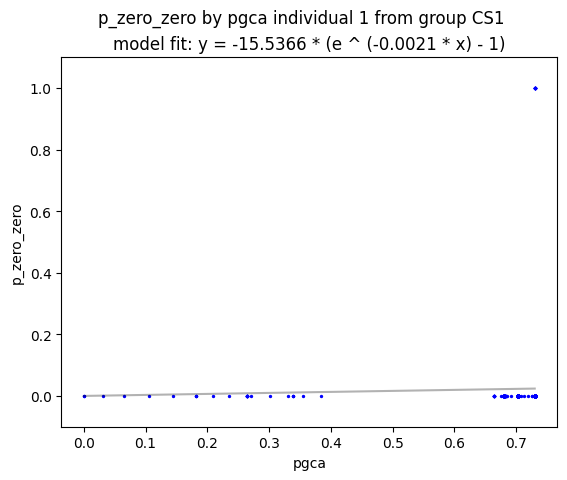 p_zero_zero by pgca individual 1 from group CS1
model fit: y = -15.5366 * (e ^ (-0.0021 * x) - 1)
1.0
0.8
0.6
0.4
0.2
0.0
p_zero_zero
0.0 0.1 0.2 0.3 0.4 0.5 0.6 0.7
pgca